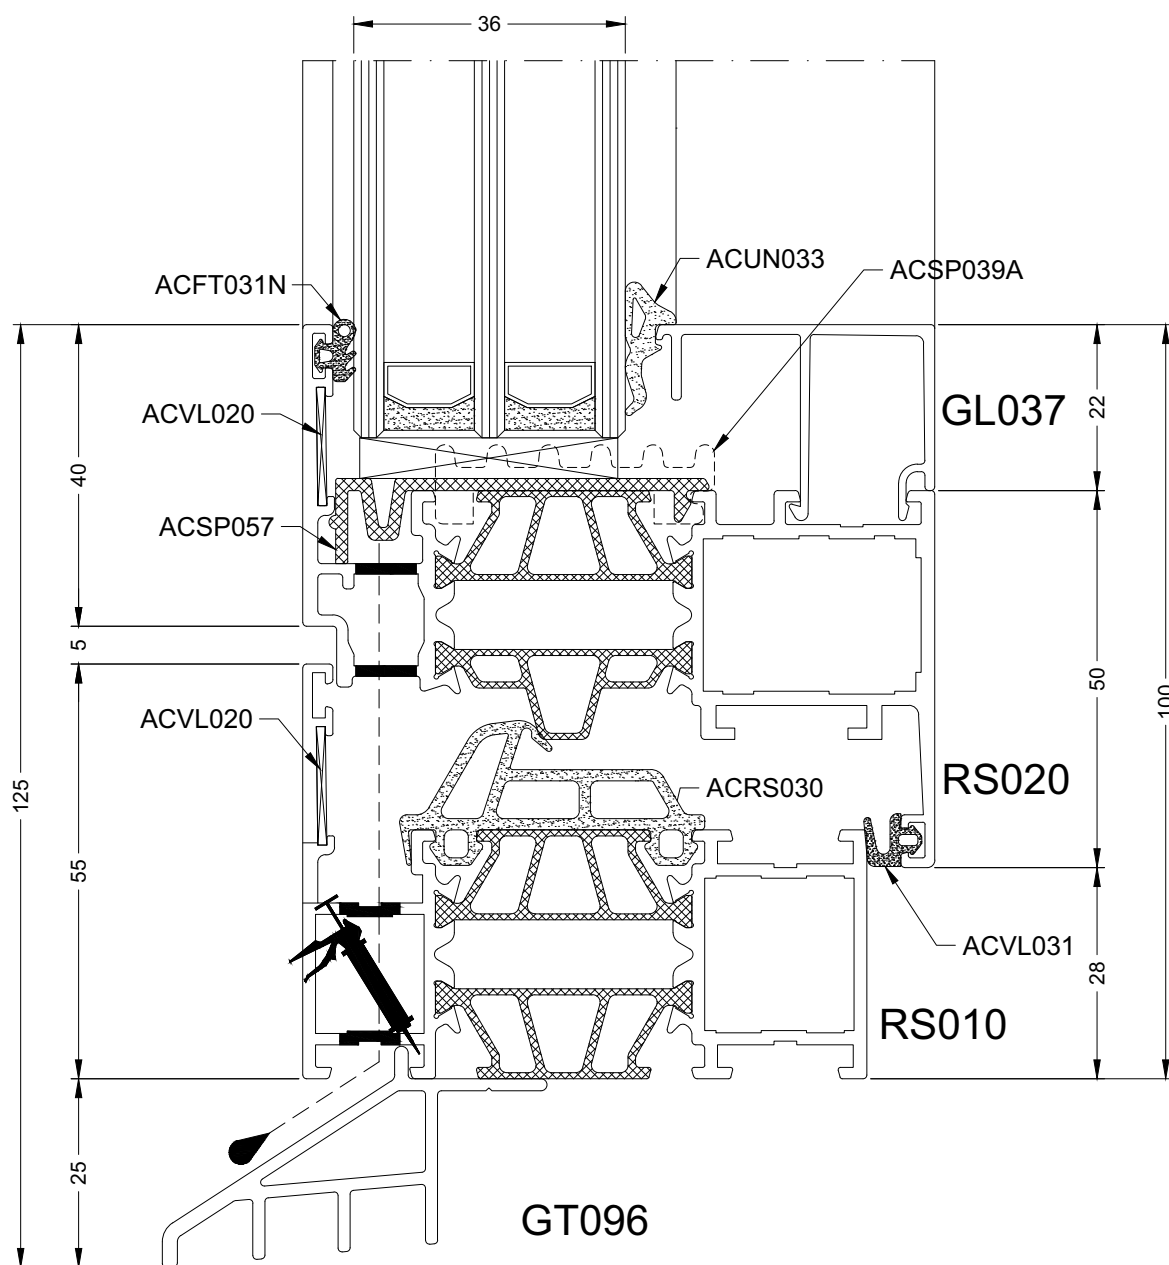 36
ACUN033
ACSP039A
ACFT031N
ACVL020
GL037
22
40
ACSP057
5
50
100
ACVL020
RS020
125
ACRS030
55
ACVL031
28
RS010
25
GT096